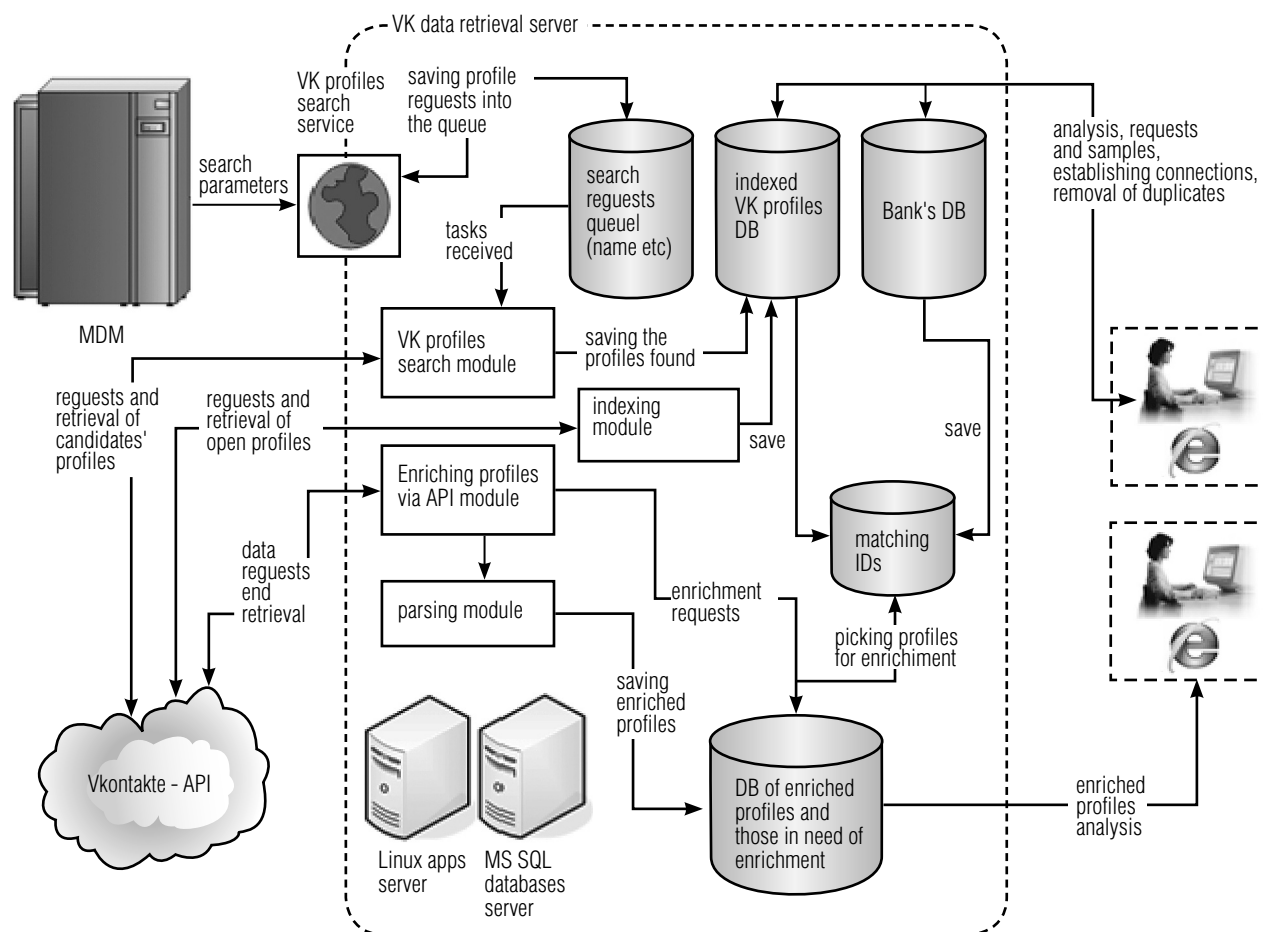 VK data retrieval server
VK profiles
search
service
saving profile
reguests into
the queue
search
parameters
MDM
tasks
received
search
reguests
queuel
(name etc)
indexed
VK profiles
DB
Bank's DB
analysis, requests
and samples,
establishing connections,
removal of duplicates
VK profiles
search module
saving the
profiles found
reguests and
retrieval of
candidates'
profiles
reguests and
retrieval of
open profiles
indexing
module
save
save
Enriching profiles
via API module
data
reguests
end
retrieval
parsing module
enrichment
requests
matching
IDs
picking profiles
for enrichiment
saving
enriched
profiles
Vkontakte - API
Linux apps
server
MS SQL
databases
server
DB of enriched
profiles and
those in need of
enrichment
enriched
profiles
analysis